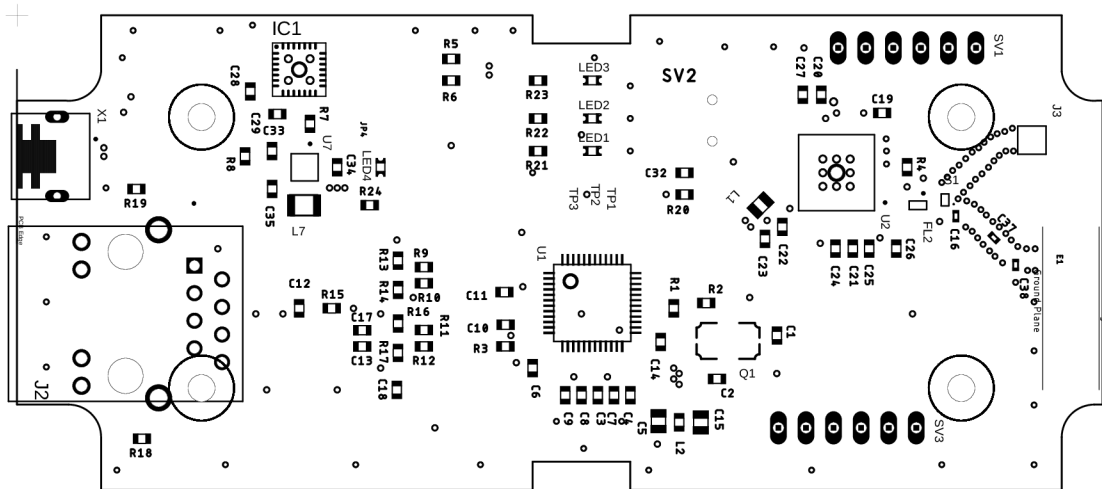 IC1
R5
SV1
LED3
SV2
C28
C27
C20
R6
R23
C19
J3
X1
C29
C33
R7
LED2
R22
JP4
U7
LED1
R21
R8
C34
LED4
R4
C32
S1
R19
R24
TP3
TP2
TP1
R20
L1
C35
L7
U2
FL2
C16
C37
PCB Edge
U1
C23
C22
R13
R9
C24
C21
C25
C26
E1
Ground Plane
C38
C12
R15
R14
R10
C11
R1
R2
C17
R16
R11
C10
C1
C13
R17
R12
R3
C14
Q1
J2
C18
C6
C2
C9
C8
C3
C7
C4
C5
L2
C15
SV3
R18